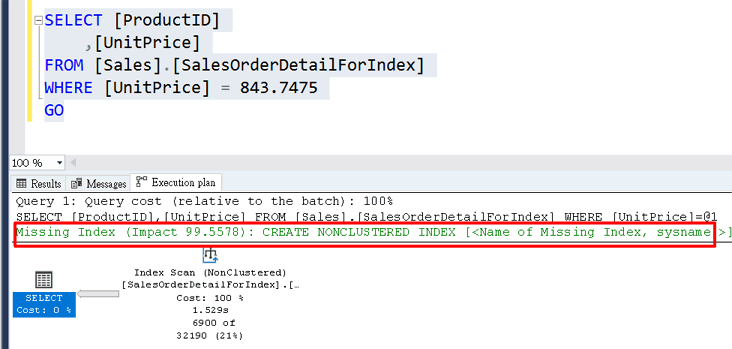 SELECT [ProductID]
,[UnitPrice]
FROM [Sales].[SalesOrderDetailForIndex]
WHERE [UnitPrice] = 843.7475
GO
100 %
Results Messages Execution plan
Query 1: Query cost (relative to the batch): 100%
SELECT [ProductID],[UnitPrice] FROM [Sales].[SalesOrderDetailForIndex] WHERE [UnitPrice]=@1
Missing Index (Impact 99.5578): CREATE NONCLUSTERED INDEX [<Name of Missing Index, sysname,>]
SELECT
Cost: 0 %
Index Scan (NonClustered)
[SalesOrderDetailForIndex].[…
Cost: 100 %
1.529s
6900 of
32190 (21%)